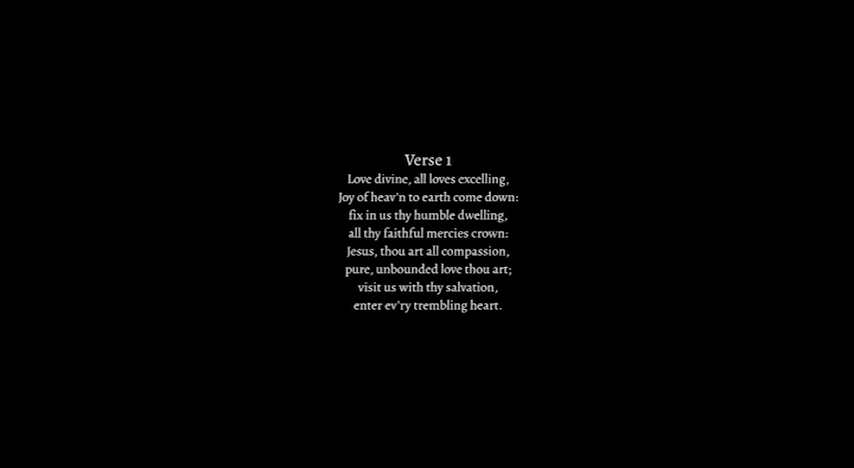 Verse 1
Love divine, all loves excelling,
Joy of heav'n to earth come down:
fix in us thy humble dwelling,
all thy faithful mercies crown:
Jesus, thou art all compassion,
pure, unbounded love thou art;
visit us with thy salvation,
enter ev'ry trembling heart.